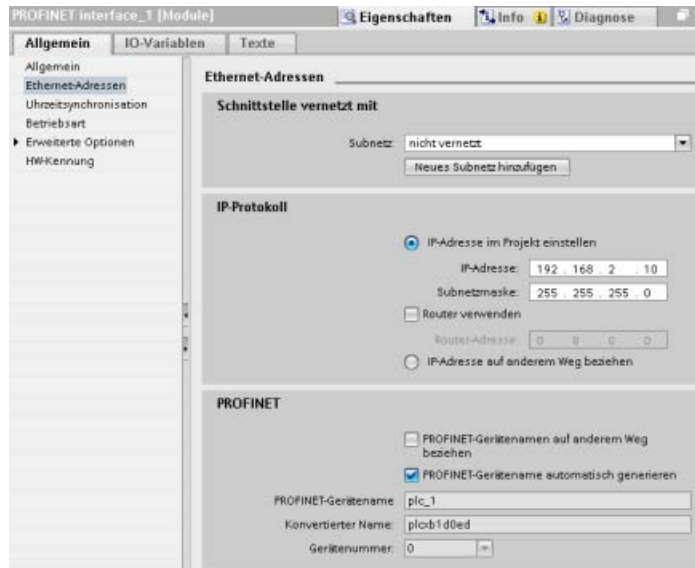 PROFINET interface_1 [Module]
Eigenschaften
Info
Diagnose
Allgemein
IO-Variablen
Texte
Allgemein
Ethernet-Adressen
Uhrzeitsynchronisation
Betriebsart
Erweiterte Optionen
HW-Kennung
Ethernet-Adressen
Schnittstelle vernetzt mit
Subnetz: nicht vernetzt
Neues Subnetz hinzufügen
IP-Protokoll
IP-Adresse im Projekt einstellen
IP-Adresse: 192 . 168 . 2 . 10
Subnetzmaske: 255 . 255 . 255 . 0
Router verwenden
Router-Adresse: 0 . 0 . 0 . 0
IP-Adresse auf anderem Weg beziehen
PROFINET
PROFINET-Gerätenamen auf anderem Weg
beziehen
PROFINET-Gerätename automatisch generieren
PROFINET-Gerätename plc_1
Konvertierter Name: plcxb1d0ed
Gerätenummer: 0